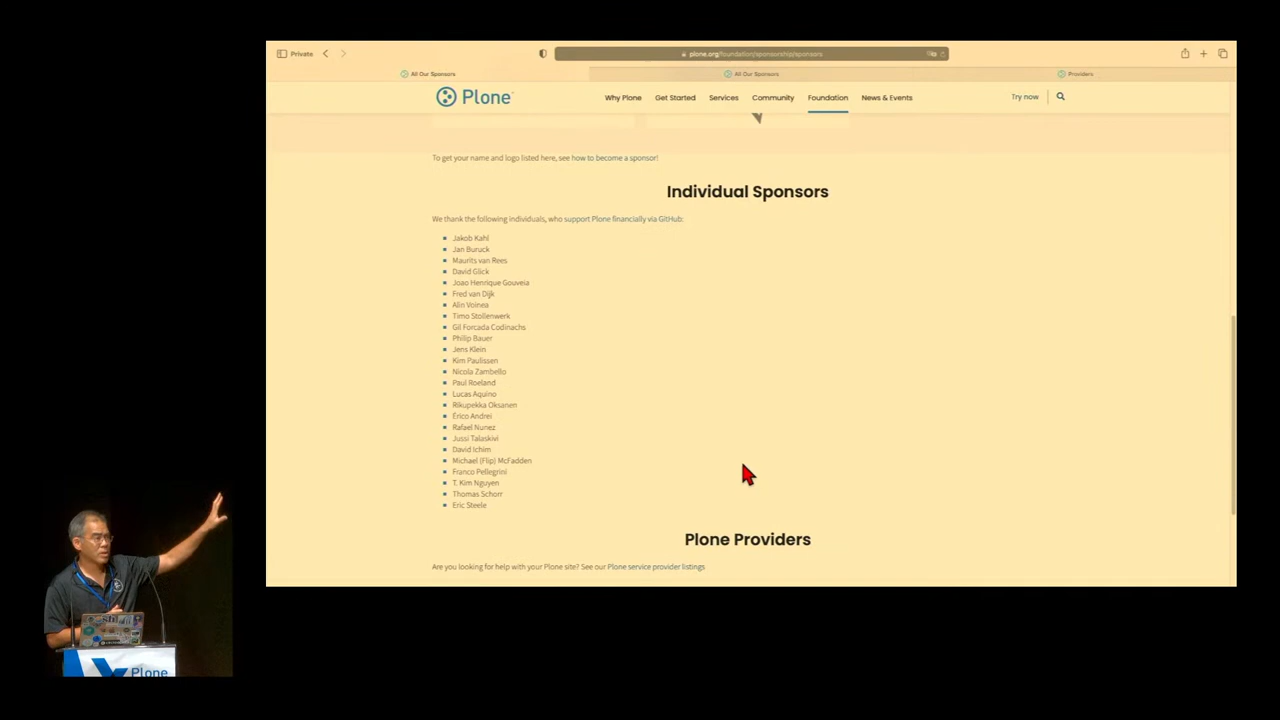 Private
plone.org/foundation/sponsorship/sponsors
All Our Sponsors
All Our Sponsors
Providers
Plone
Why Plone
Get Started
Services
Community
Foundation
News & Events
Try now
To get your name and logo listed here, see how to become a sponsor!
Individual Sponsors
We thank the following individuals, who support Plone financially via GitHub:
Jakob Kahl
Jan Buruck
Maurits van Rees
David Glick
Joao Henrique Gouveia
Fred van Dijk
Alin Voinea
Timo Stollenwerk
Gil Forcada Codinachs
Philip Bauer
Jens Klein
Kim Paulissen
Nicola Zambello
Paul Roeland
Lucas Aquino
Rikupekka Oksanen
Érico Andrei
Rafael Nunez
Jussi Talaskivi
David Ichim
Michael (Flip) McFadden
Franco Pellegrini
T. Kim Nguyen
Thomas Schorr
Eric Steele
Plone Providers
Are you looking for help with your Plone site? See our Plone service provider listings
Plone